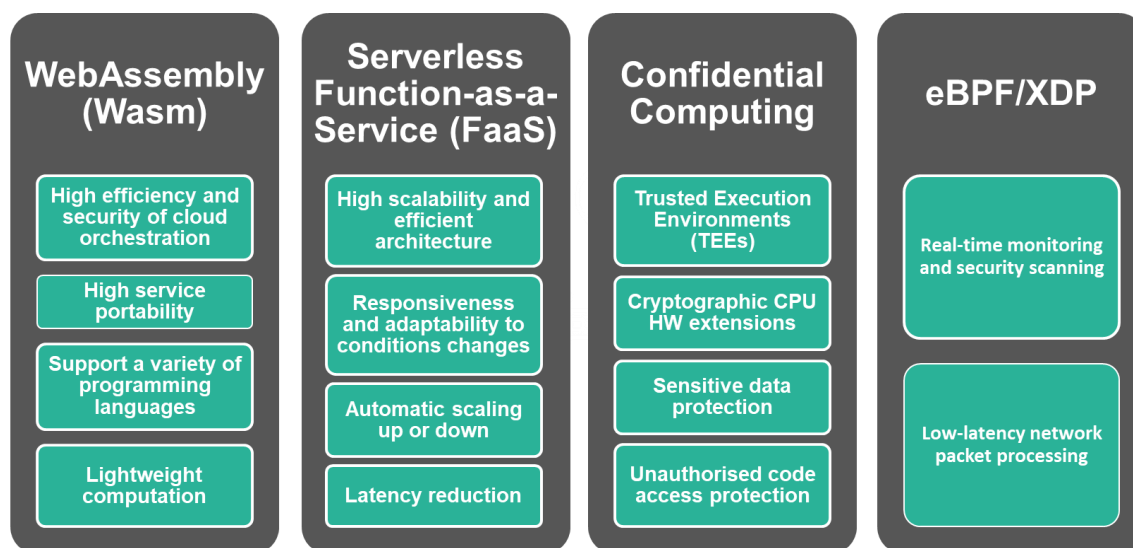 WebAssembly
(Wasm)
High efficiency and
security of cloud
orchestration
High service
portability
Support a variety of
programming
languages
Lightweight
computation
Serverless
Function-as-a-
Service (FaaS)
High scalability and
efficient
architecture
Responsiveness
and adaptability to
conditions changes
Automatic scaling
up or down
Latency reduction
Confidential
Computing
Trusted Execution
Environments
(TEEs)
Cryptographic CPU
HW extensions
Sensitive data
protection
Unauthorised code
access protection
eBPF/XDP
Real-time monitoring
and security scanning
Low-latency network
packet processing